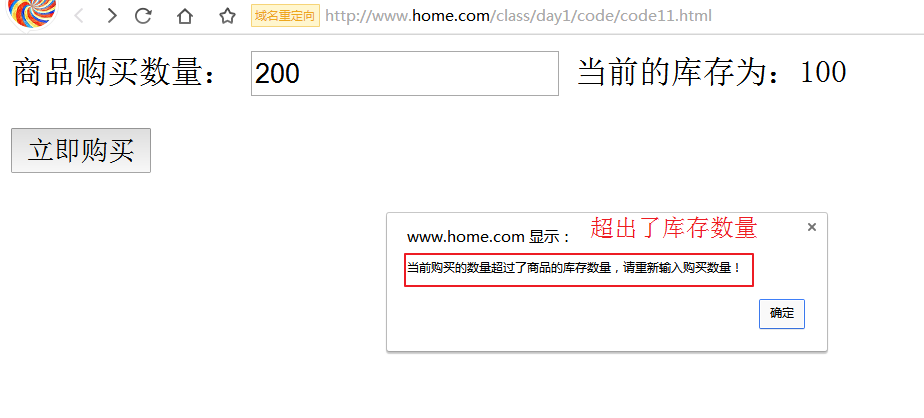 域名重定向 http://www.home.com/class/day1/code/code11.html
商品购买数量： 200 当前的库存为：100
立即购买
超出了库存数量
www.home.com 显示：
当前购买的数量超过了商品的库存数量，请重新输入购买数量！
确定